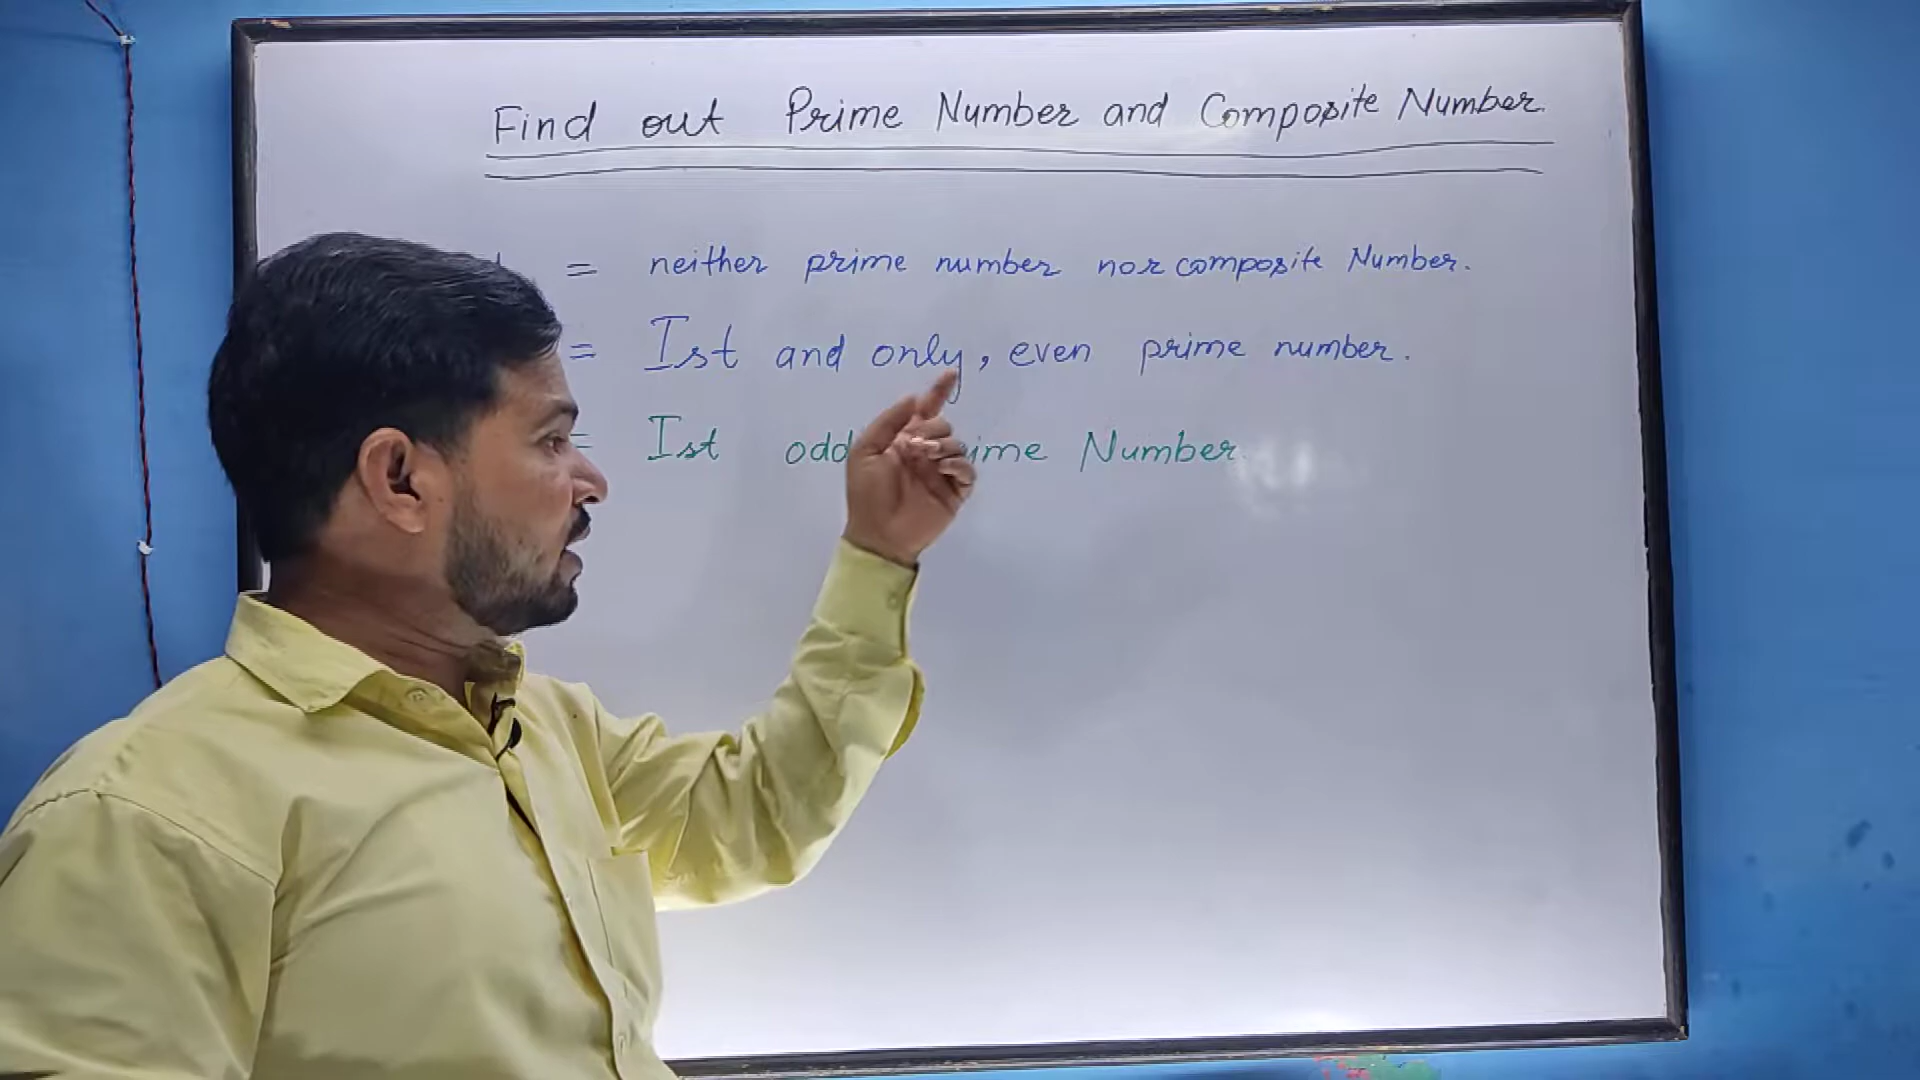 Find out Prime Number and Composite Number.
= neither prime number nor composite Number.
= Ist and only, even prime number.
= Ist odd Number